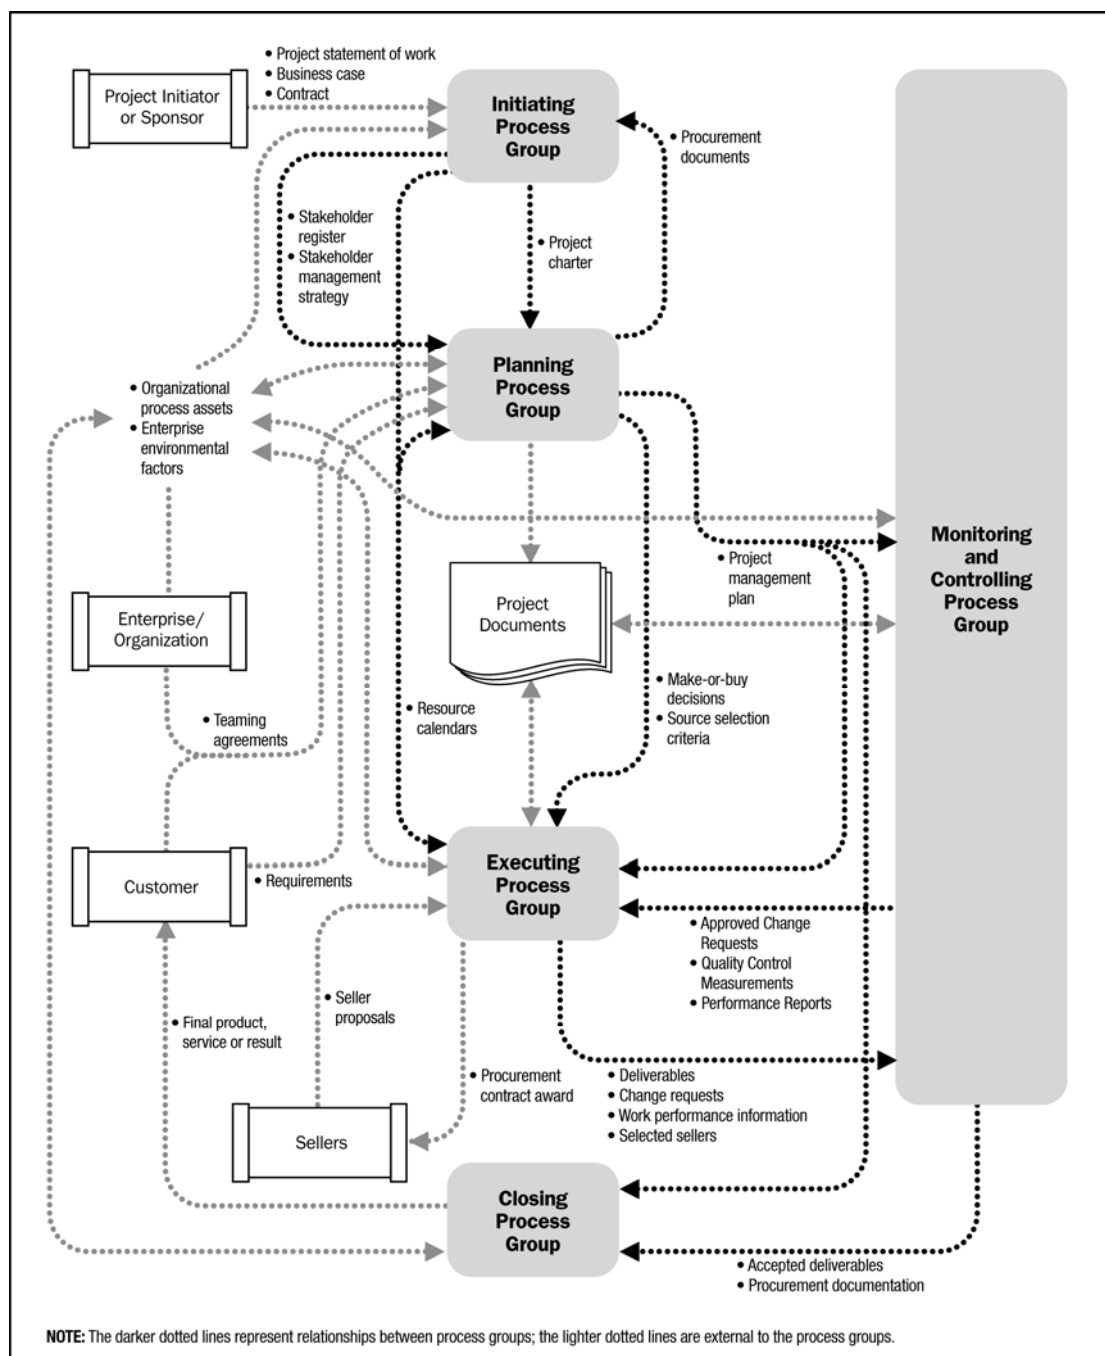 • Project statement of work
• Business case
• Contract
Project Initiator
or Sponsor
Initiating
Process
Group
• Procurement
documents
• Stakeholder
register
• Stakeholder
management
strategy
• Project
charter
Planning
Process
Group
• Organizational
process assets
• Enterprise
environmental
factors
Monitoring
and
Controlling
Process
Group
• Project
management
plan
Project
Documents
Enterprise/
Organization
• Make-or-buy
decisions
• Source selection
criteria
• Resource
calendars
• Teaming
agreements
Executing
Process
Group
Customer
• Requirements
• Approved Change
Requests
• Quality Control
Measurements
• Performance Reports
• Seller
proposals
• Final product,
service or result
• Procurement
contract award
• Deliverables
• Change requests
• Work performance information
• Selected sellers
Sellers
Closing
Process
Group
• Accepted deliverables
• Procurement documentation
NOTE: The darker dotted lines represent relationships between process groups; the lighter dotted lines are external to the process groups.